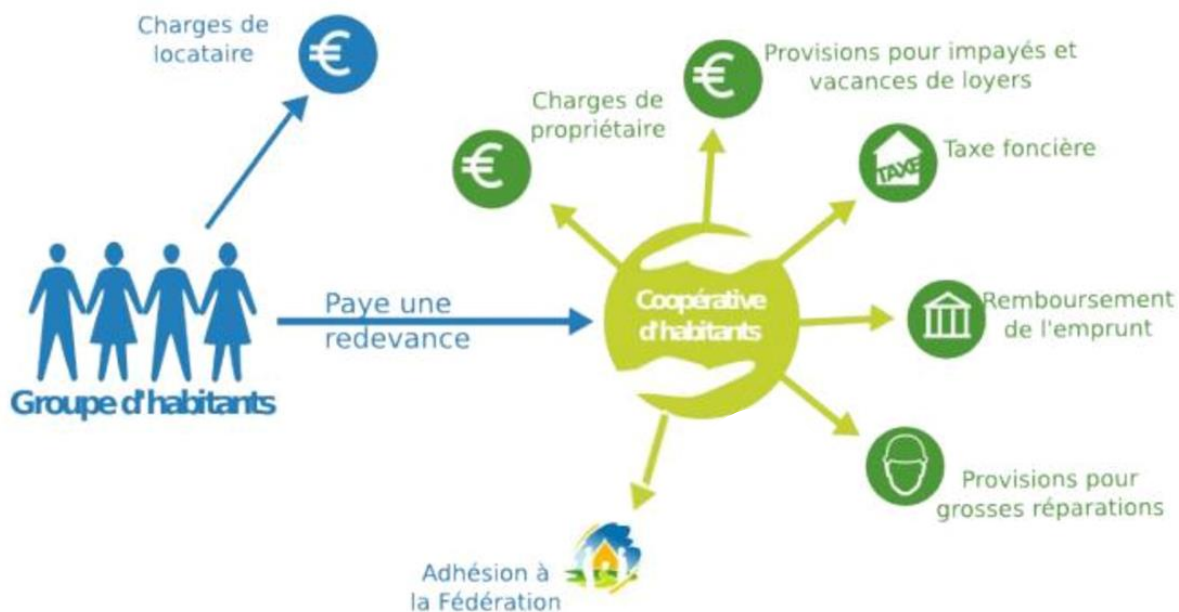 Charges de
locataire
€
€
Provisions pour impayés et
vacances de loyers
Charges de
propriétaire
€
TAXE
Taxe foncière
Paye une
redevance
Groupe d'habitants
Coopérative
d'habitants
Remboursement
de l'emprunt
Provisions pour
grosses réparations
Adhésion à
la Fédération